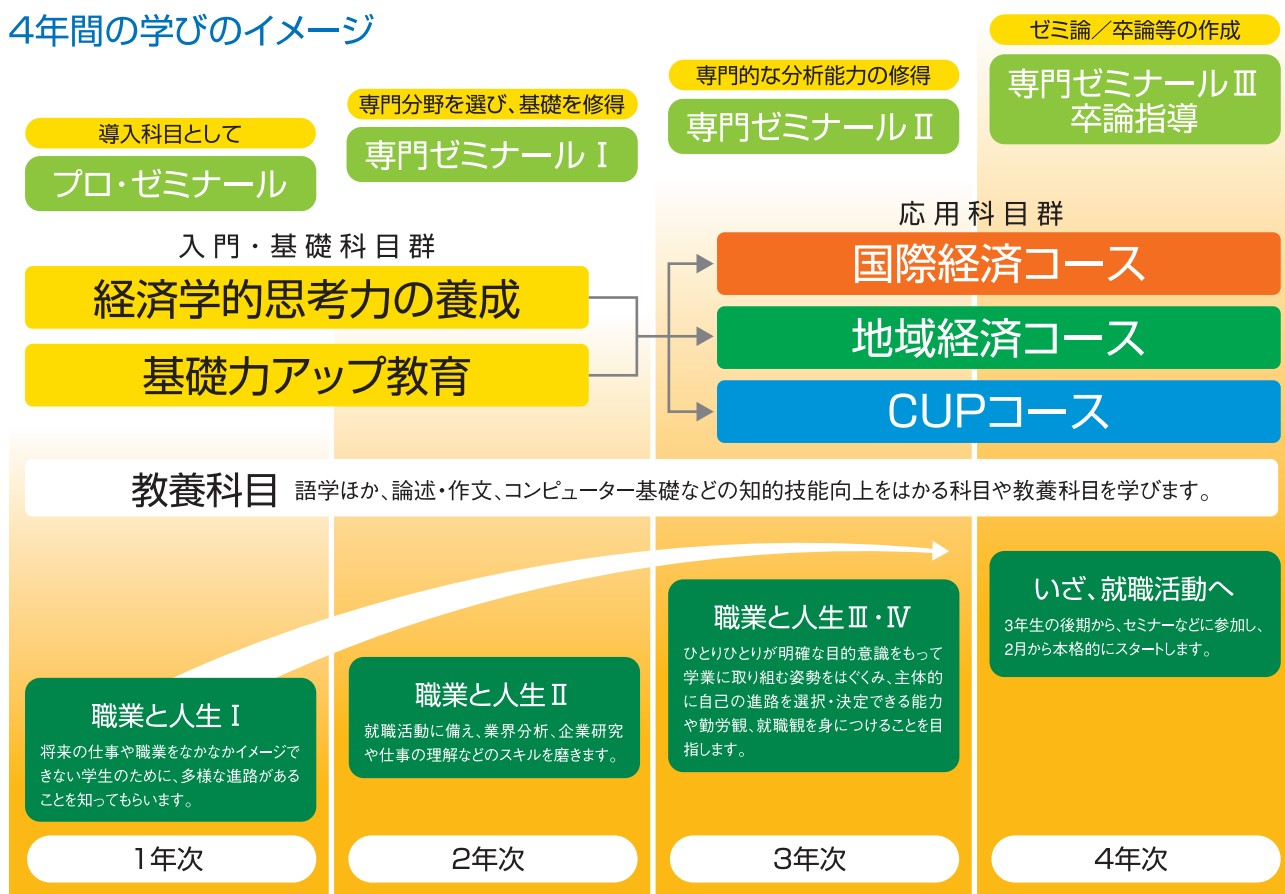 4年間の学びのイメージ
導入科目として
プロ・ゼミナール
専門分野を選び、基礎を修得
専門ゼミナールⅠ
専門的な分析能力の修得
専門ゼミナールⅡ
ゼミ論／卒論等の作成
専門ゼミナールⅢ
卒論指導
入門・基礎科目群
経済学的思考力の養成
基礎力アップ教育
応用科目群
国際経済コース
地域経済コース
CUPコース
教養科目 語学ほか、論述・作文、コンピューター基礎などの知的技能向上をはかる科目や教養科目を学びます。
職業と人生Ⅰ
将来の仕事や職業をなかなかイメージで
きない学生のために、多様な進路がある
ことを知ってもらいます。
職業と人生Ⅱ
就職活動に備え、業界分析、企業研究
や仕事の理解などのスキルを磨きます。
職業と人生Ⅲ・Ⅳ
ひとりひとりが明確な目的意識をもって
学業に取り組む姿勢をはぐくみ、主体的
に自己の進路を選択・決定できる能力
や勤労観、就職観を身につけることを目
指します。
いざ、就職活動へ
3年生の後期から、セミナーなどに参加し、
2月から本格的にスタートします。
1年次
2年次
3年次
4年次